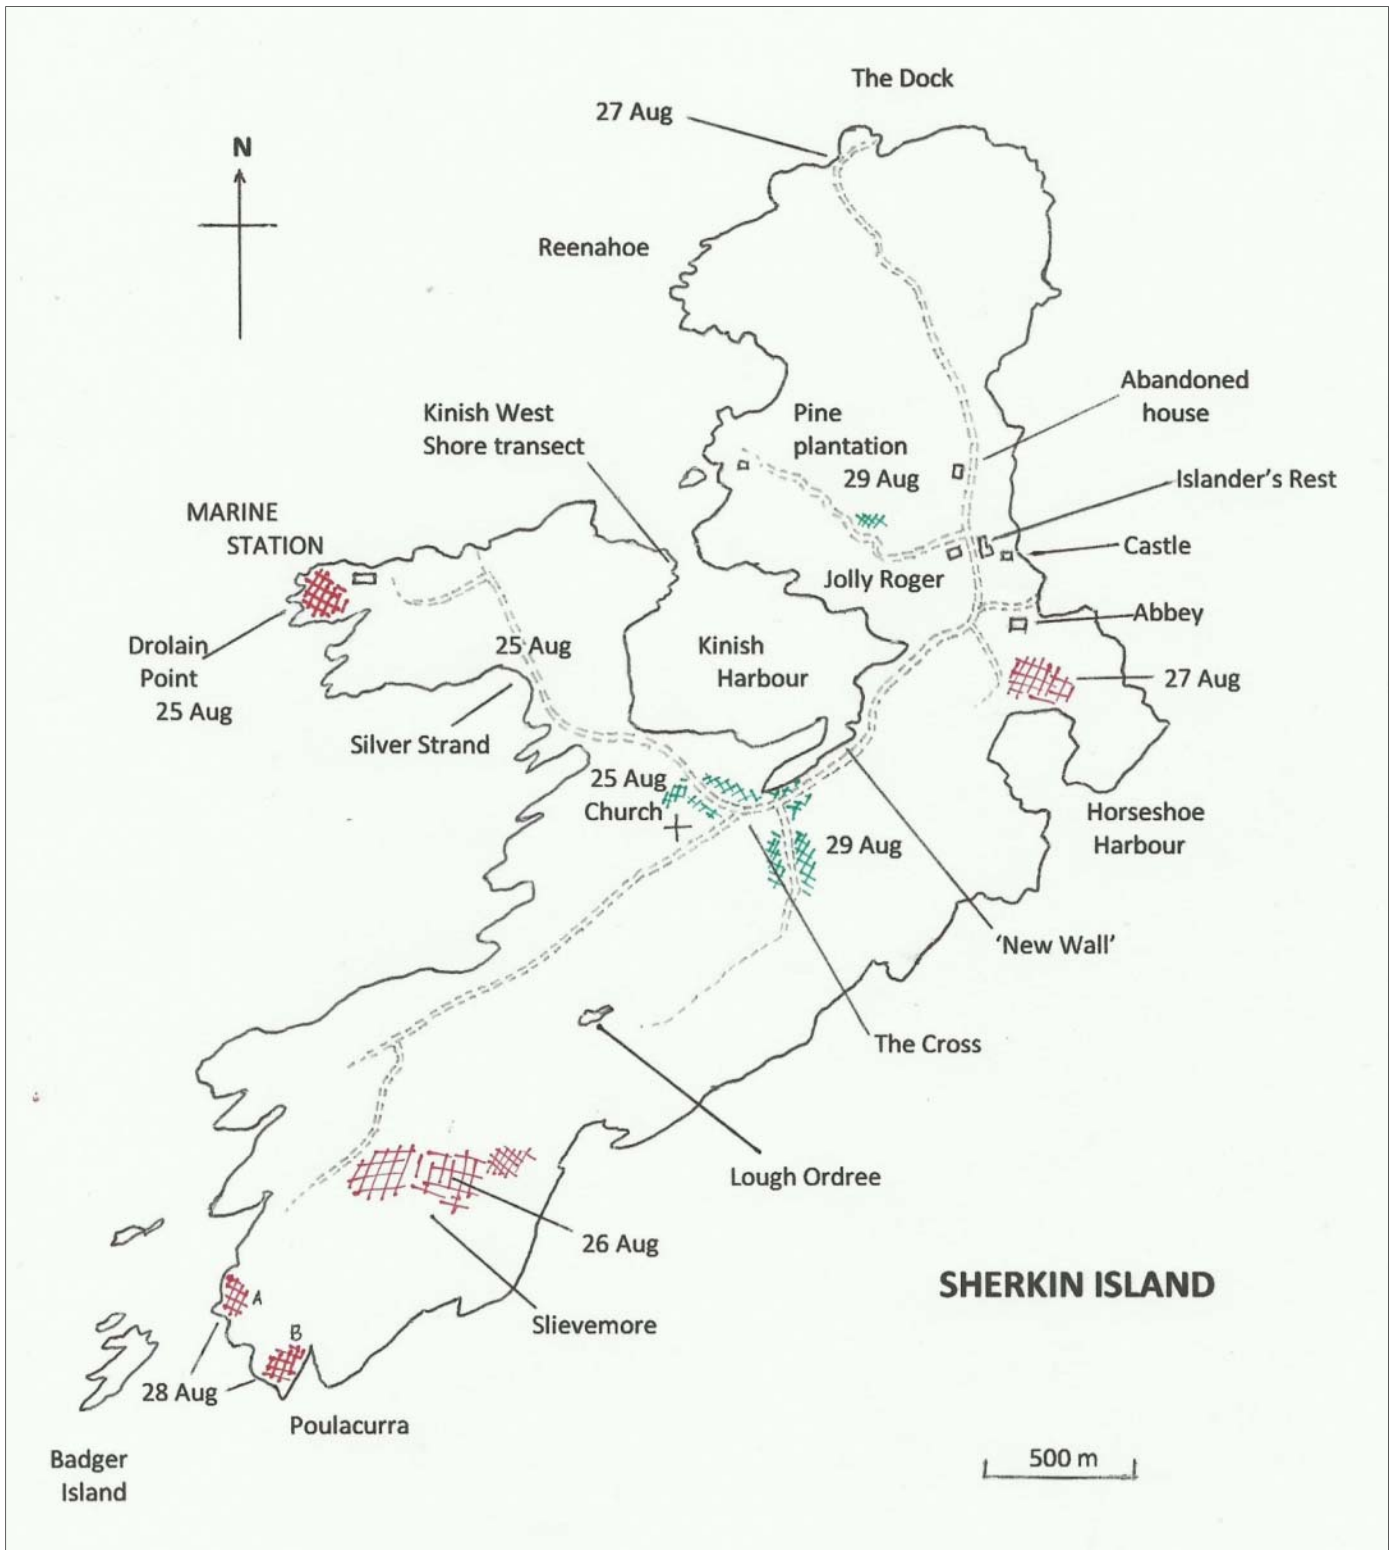 The Dock
27 Aug
N
Reenahoe
Abandoned
house
Kinish West
Shore transect
Pine
plantation
29 Aug
Islander's Rest
MARINE
STATION
Castle
Jolly Roger
Abbey
Drolain
Point
25 Aug
25 Aug
Kinish
Harbour
27 Aug
Silver Strand
25 Aug
Church
Horseshoe
Harbour
29 Aug
'New Wall'
The Cross
Lough Ordree
26 Aug
SHERKIN ISLAND
A
Slievemore
B
28 Aug
Poulacurra
Badger
Island
500 m